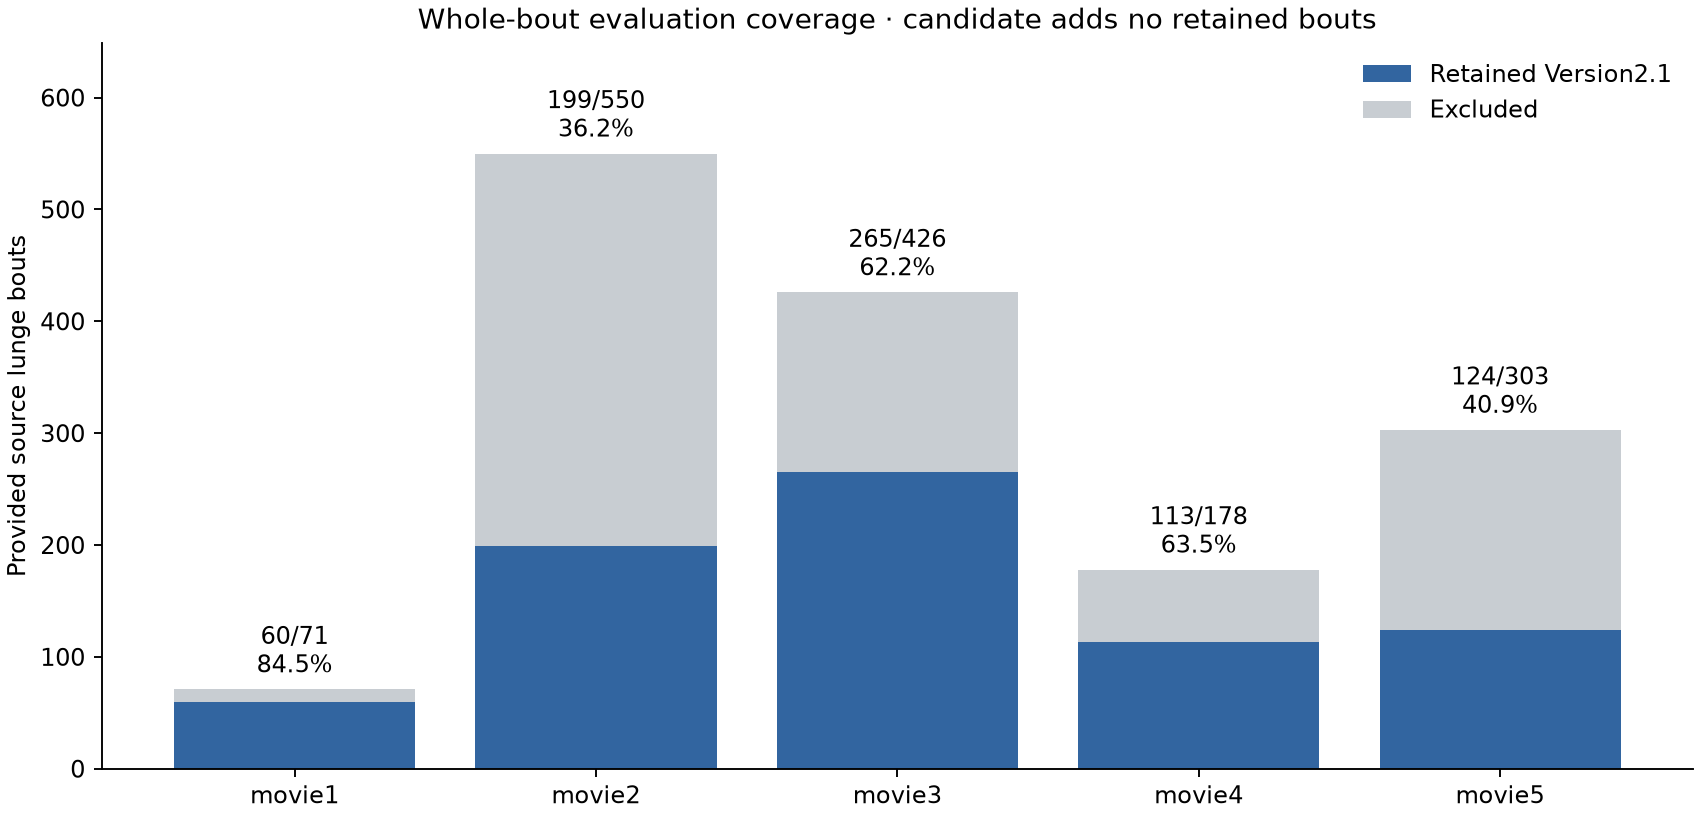 Whole-bout evaluation coverage · candidate adds no retained bouts
Retained Version2.1
Excluded
Provided source lunge bouts
600
500
400
300
200
100
0
60/71
84.5%
199/550
36.2%
265/426
62.2%
113/178
63.5%
124/303
40.9%
movie1
movie2
movie3
movie4
movie5